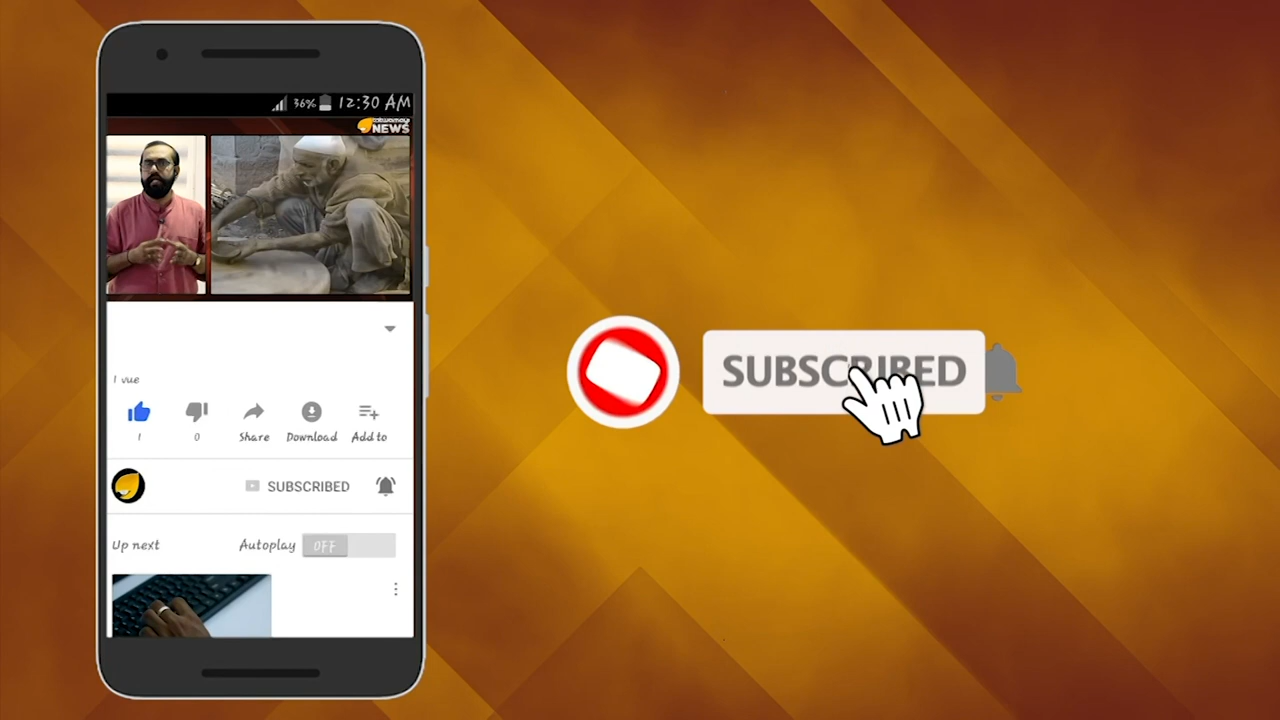 36% 12:30 AM
NEWS
1 vue
1 0 Share Download Add to
SUBSCRIBED
Up next Autoplay OFF
SUBSCRIBED